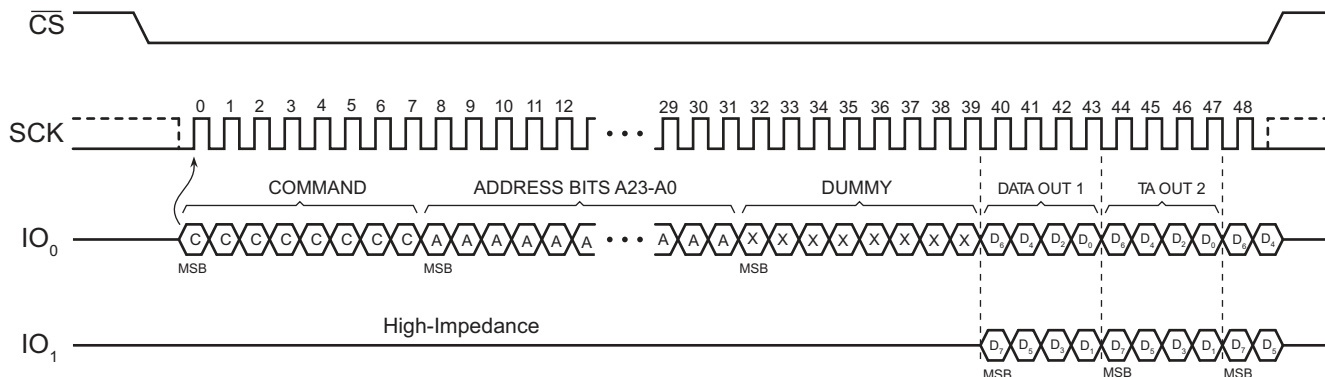 CS
0 1 2 3 4 5 6 7 8 9 10 11 12 29 30 31 32 33 34 35 36 37 38 39 40 41 42 43 44 45 46 47 48
SCK
COMMAND ADDRESS BITS A23-A0 DUMMY DATA OUT 1 TA OUT 2
IO0 C C C C C C C C A A A A A A A A A X X X X X X X X D6 D4 D2 D0 D6 D4 D2 D0 D6 D4
MSB MSB MSB
High-Impedance
IO1 D7 D5 D3 D1 D7 D5 D3 D1 D7 D5
MSB MSB MSB